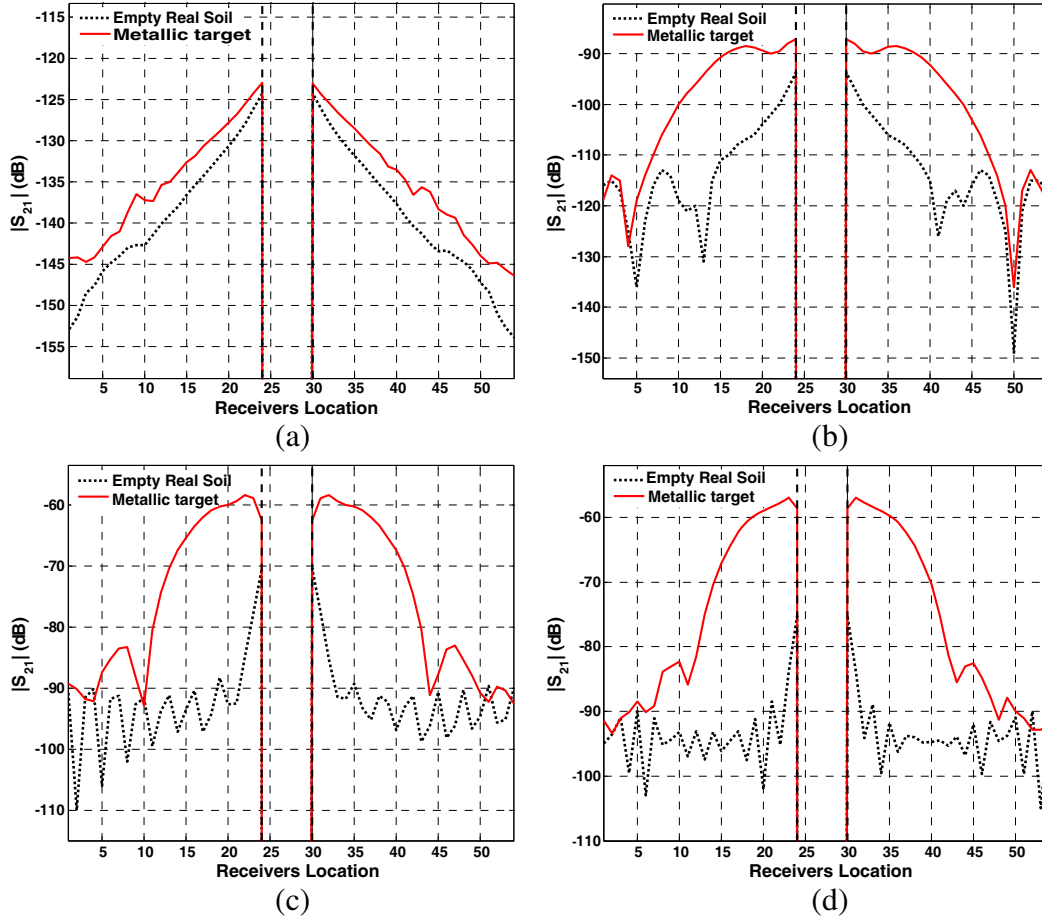 Empty Real Soil
Metallic target
-115
-120
-125
-130
-135
-140
-145
-150
-155
|S21| (dB)
5 10 15 20 25 30 35 40 45 50
Receivers Location
(a)
Empty Real Soil
Metallic target
-90
-100
-110
-120
-130
-140
-150
|S21| (dB)
5 10 15 20 25 30 35 40 45 50
Receivers Location
(b)
Empty Real Soil
Metallic target
-60
-70
-80
-90
-100
-110
|S21| (dB)
5 10 15 20 25 30 35 40 45 50
Receivers Location
(c)
Empty Real Soil
Metallic target
-60
-70
-80
-90
-100
-110
|S21| (dB)
5 10 15 20 25 30 35 40 45 50
Receivers Location
(d)